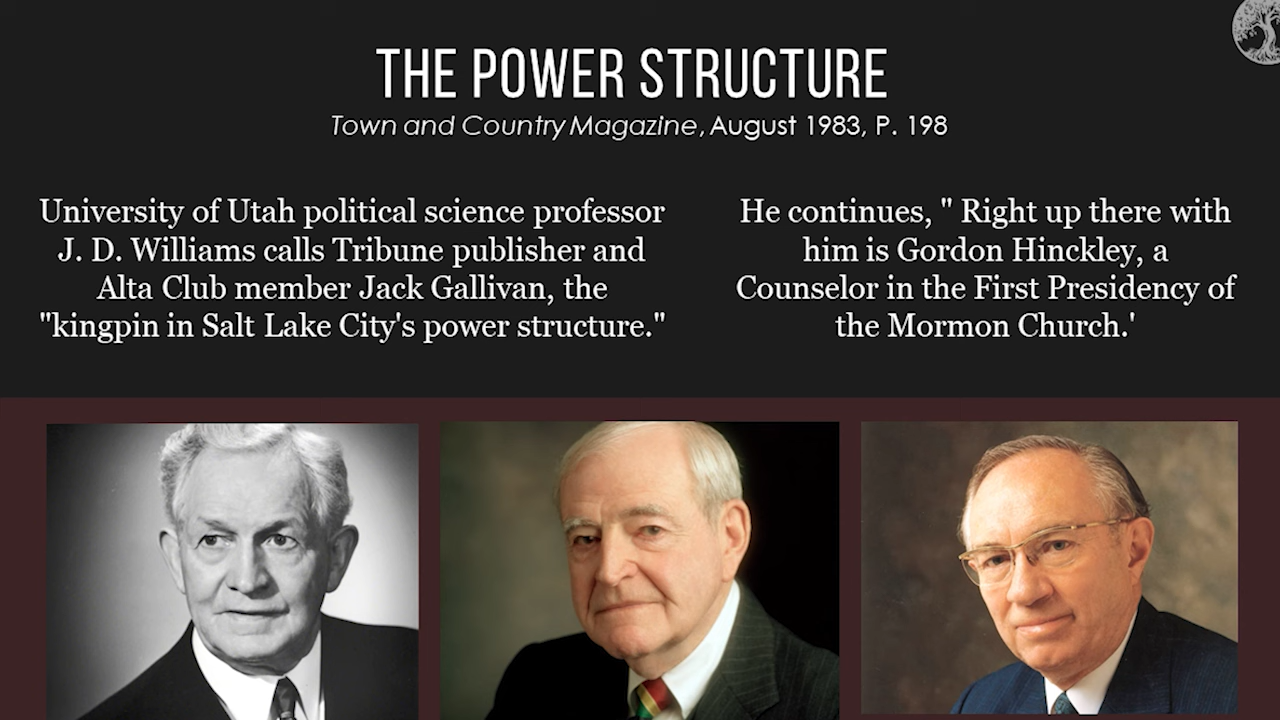 THE POWER STRUCTURE
Town and Country Magazine, August 1983, P. 198
University of Utah political science professor
J. D. Williams calls Tribune publisher and
Alta Club member Jack Gallivan, the
"kingpin in Salt Lake City's power structure."
He continues, " Right up there with
him is Gordon Hinckley, a
Counselor in the First Presidency of
the Mormon Church.'